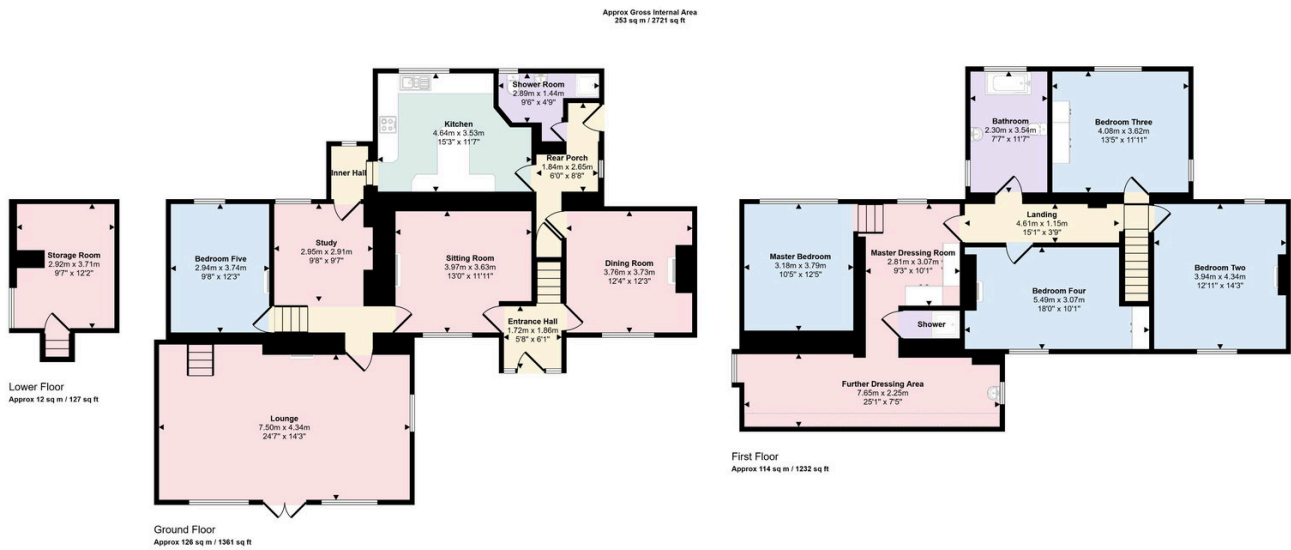 Approx Gross Internal Area
253 sq m / 2721 sq ft
Storage Room
2.92m x 3.71m
9'7" x 12'2"
Lower Floor
Approx 12 sq m / 127 sq ft
Kitchen
4.64m x 3.53m
15'3" x 11'7"
Shower Room
2.89m x 1.44m
9'6" x 4'9"
Rear Porch
1.84m x 2.65m
6'0" x 8'8"
Inner Hall
Bedroom Five
2.94m x 3.74m
9'8" x 12'3"
Study
2.95m x 2.91m
9'8" x 9'7"
Sitting Room
3.97m x 3.63m
13'0" x 11'11"
Dining Room
3.76m x 3.73m
12'4" x 12'3"
Entrance Hall
1.72m x 1.86m
5'8" x 6'1"
Lounge
7.50m x 4.34m
24'7" x 14'3"
Ground Floor
Approx 126 sq m / 1361 sq ft
Bathroom
2.30m x 3.54m
7'7" x 11'7"
Bedroom Three
4.08m x 3.62m
13'5" x 11'11"
Landing
4.61m x 1.15m
15'1" x 3'9"
Master Bedroom
3.18m x 3.79m
10'5" x 12'5"
Master Dressing Room
2.81m x 3.07m
9'3" x 10'1"
Bedroom Two
3.94m x 4.34m
12'11" x 14'3"
Bedroom Four
5.49m x 3.07m
18'0" x 10'1"
Shower
Further Dressing Area
7.65m x 2.25m
25'1" x 7'5"
First Floor
Approx 114 sq m / 1232 sq ft